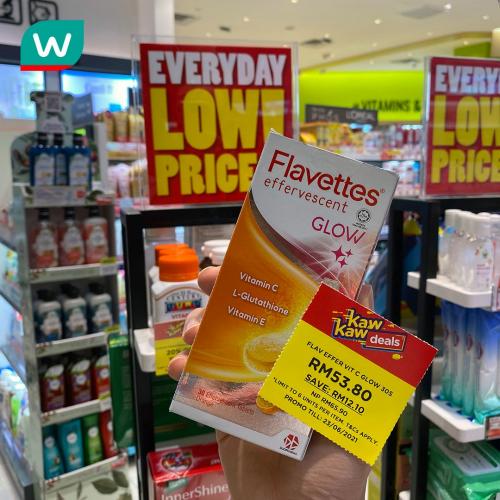 W
EVERYDAY
LOW
PRICE
EVERY
LOW
PRICE
VITAMINS &
L'ORÉAL
Flavettes®
effervescent
GLOW
Vitamin C
L-Glutathione
Vitamin E
kaw
kaw
deals
FLAV EFFER VIT C GLOW 30S
RM53.80
SAVE: RM12.10
NP RM65.90
*LIMIT TO 6 UNITS PER ITEM. T&Cs APPLY
PROMO TILL: 23/06/2021
InnerShine